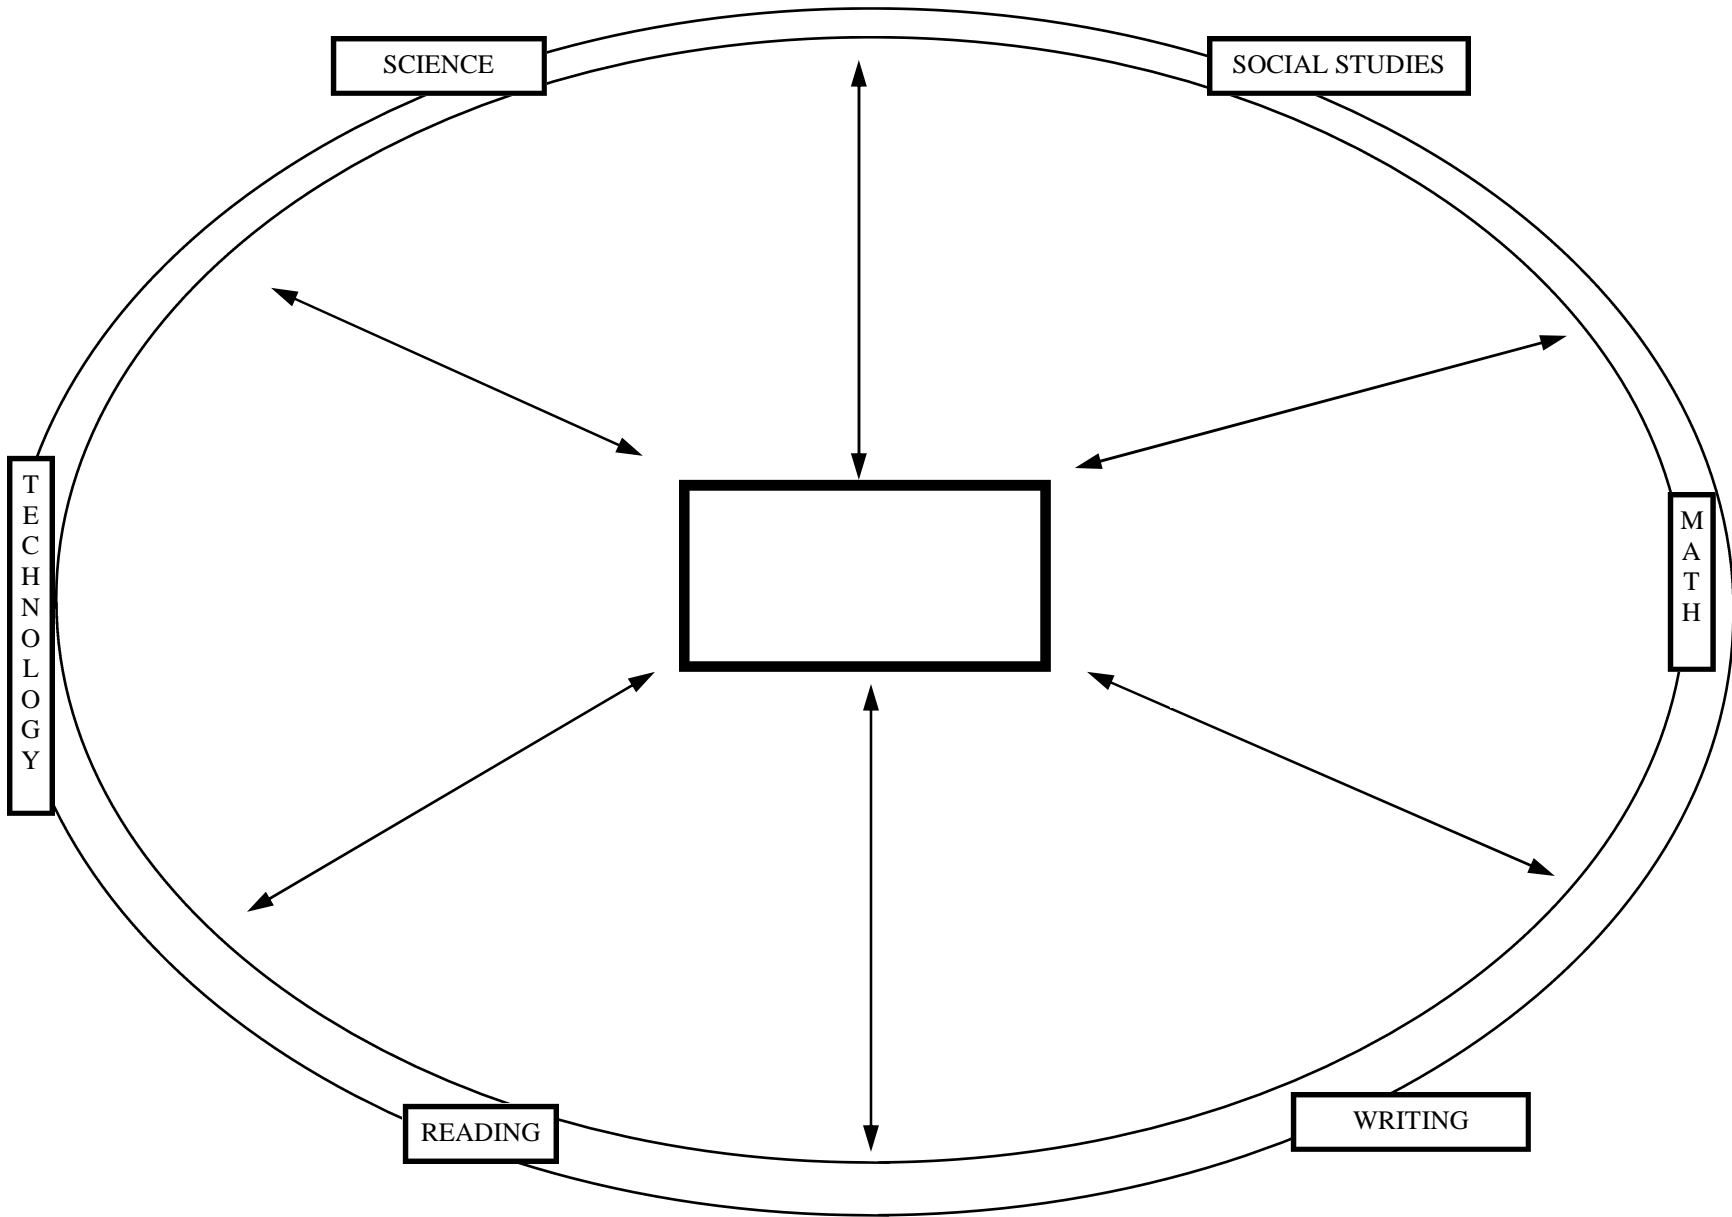 SCIENCE
SOCIAL STUDIES
TECHNOLOGY
MATH
READING
WRITING